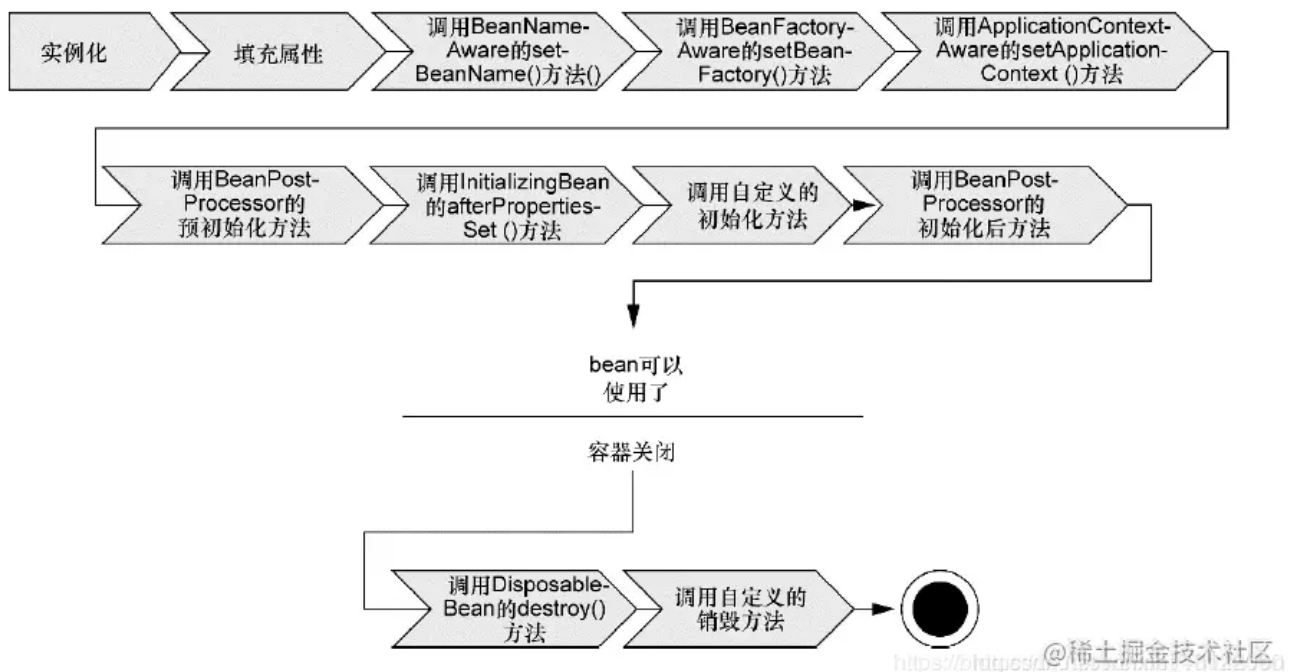 实例化
填充属性
调用BeanName-
Aware的set-
BeanName()方法()
调用BeanFactory-
Aware的setBean-
Factory()方法
调用ApplicationContext-
Aware的setApplication-
Context ()方法
调用BeanPost-
Processor的
预初始化方法
调用InitializingBean
的afterProperties-
Set ()方法
调用自定义的
初始化方法
调用BeanPost-
Processor的
初始化后方法
bean可以
使用了
容器关闭
调用Disposable-
Bean的destroy()
方法
调用自定义的
销毁方法
@稀土掘金技术社区